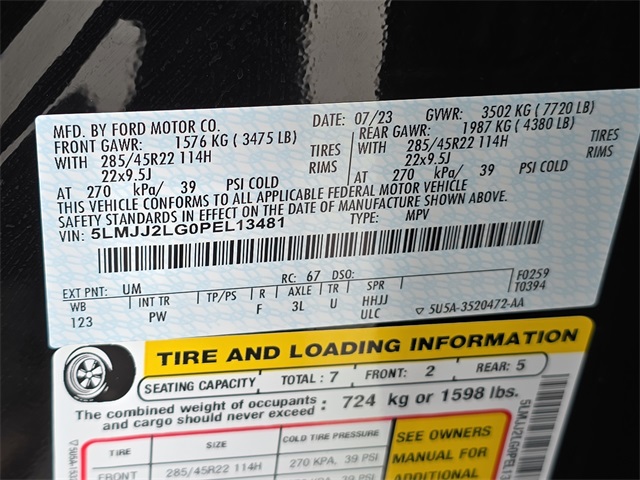 MFD. BY FORD MOTOR CO. DATE: 07/23 GVWR: 3502 KG ( 7720 LB)
FRONT GAWR: 1576 KG ( 3475 LB) REAR GAWR: 1987 KG ( 4380 LB)
WITH 285/45R22 114H TIRES WITH 285/45R22 114H TIRES
22x9.5J RIMS 22x9.5J RIMS
AT 270 kPa/ 39 PSI COLD AT 270 kPa/ 39 PSI COLD
THIS VEHICLE CONFORMS TO ALL APPLICABLE FEDERAL MOTOR VEHICLE
SAFETY STANDARDS IN EFFECT ON THE DATE OF MANUFACTURE SHOWN ABOVE.
VIN: 5LMJJ2LG0PEL13481 TYPE: MPV
EXT PNT: UM RC: 67 DSO: F0259
WB INT TR TP/PS R AXLE TR SPR T0394
123 PW F 3L U HHJJ
ULC 5U5A-3520472-AA
TIRE AND LOADING INFORMATION
SEATING CAPACITY TOTAL: 7 FRONT: 2 REAR: 5
The combined weight of occupants
and cargo should never exceed : 724 kg or 1598 lbs.
TIRE SIZE COLD TIRE PRESSURE
FRONT 285/45R22 114H 270 KPA, 39 PSI
SEE OWNERS
MANUAL FOR
ADDITIONAL